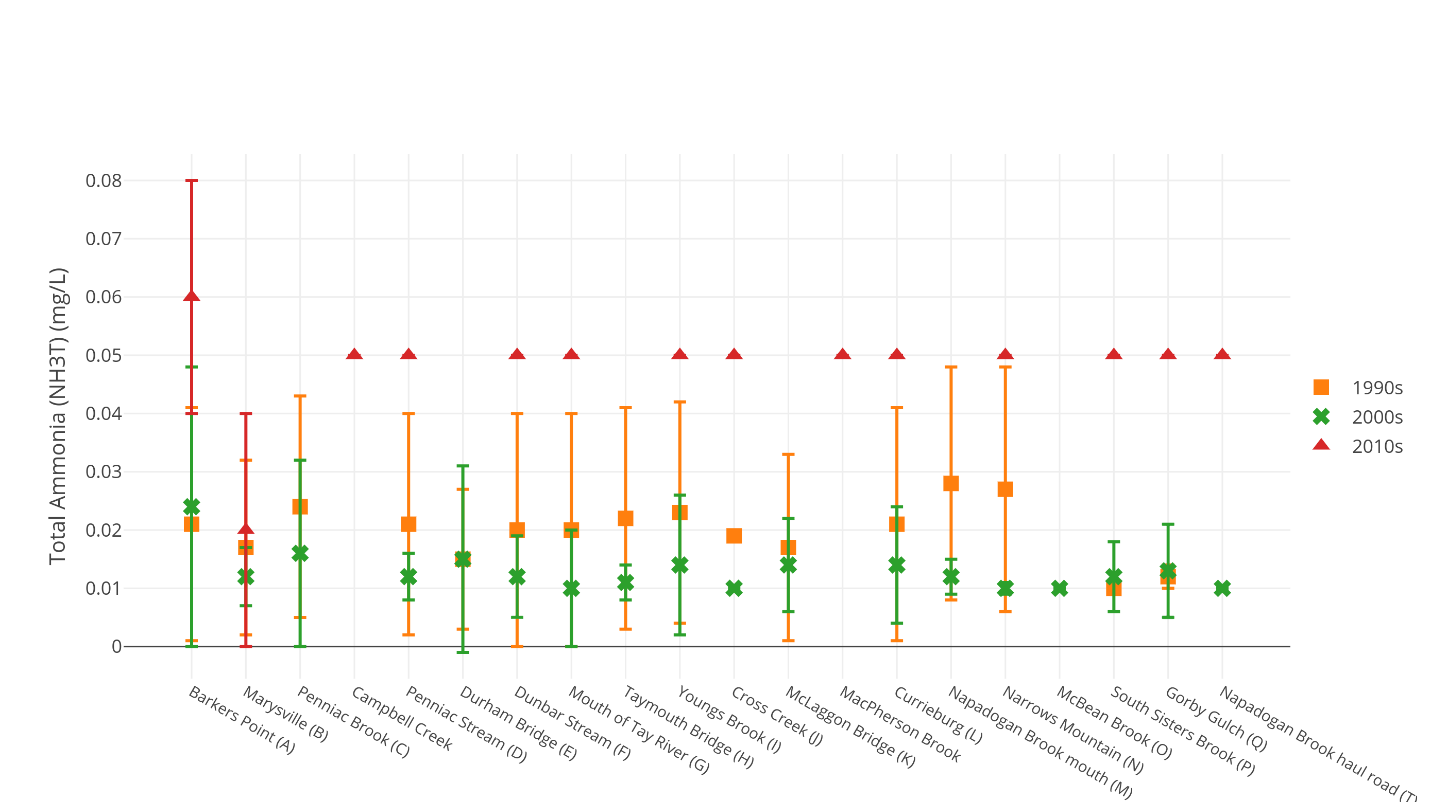 0.08
0.07
0.06
0.05
0.04
0.03
0.02
0.01
0
Total Ammonia (NH3T) (mg/L)
1990s
2000s
2010s
Barkers Point (A)
Marysville (B)
Penniac Brook (C)
Campbell Creek
Penniac Stream (D)
Durham Bridge (E)
Dunbar Stream (F)
Mouth of Tay River (G)
Taymouth Bridge (H)
Youngs Brook (I)
Cross Creek (J)
McLaggon Bridge (K)
MacPherson Brook
Currieburg (L)
Napadogan Brook mouth (M)
Narrows Mountain (N)
McBean Brook (O)
South Sisters Brook (P)
Gorby Gulch (Q)
Napadogan Brook haul road (T)